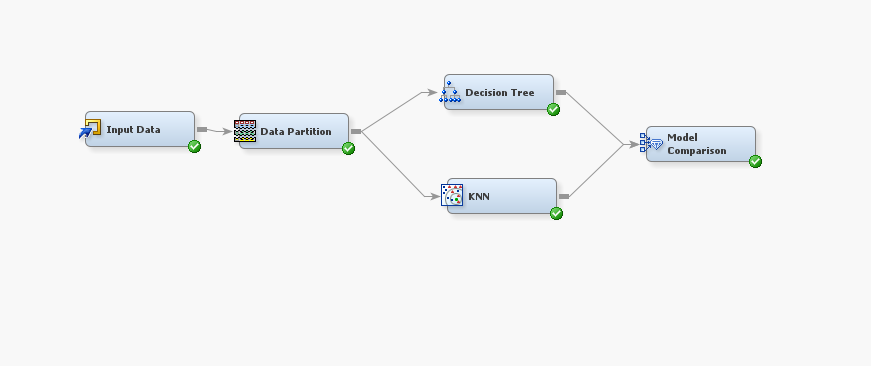 Input Data
Data Partition
Decision Tree
KNN
Model
Comparison